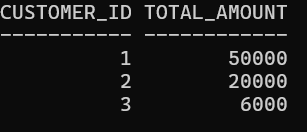 CUSTOMER_ID TOTAL_AMOUNT
----------- ------------
          1        50000
          2        20000
          3         6000